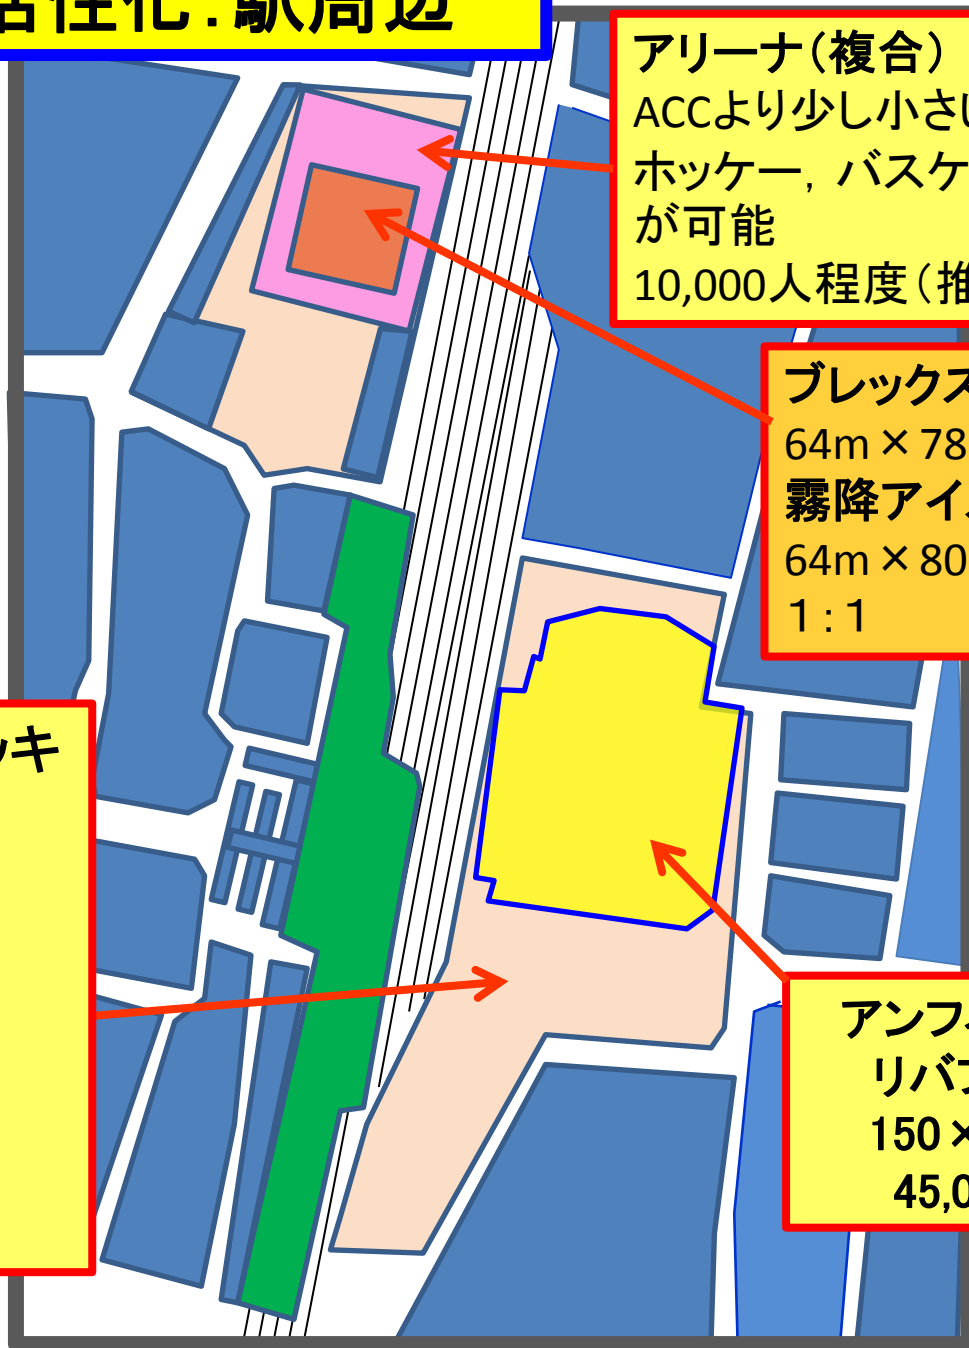 活性化：駅周辺
アリーナ（複合）
ACCより少し小さい
ホッケー，バスケ
が可能
10,000人程度（推
ブレックス
64m×78
霧降アイス
64m×80
１：１
ッキ
アンフ
リバプ
150×
45,0